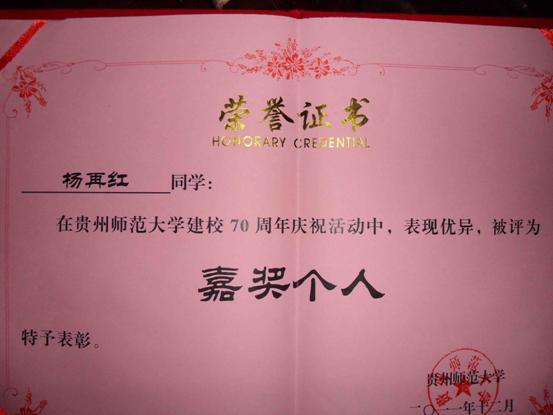 荣誉证书
HONORARY CREDENTIAL
杨再红 同学：
在贵州师范大学建校 70 周年庆祝活动中，表现优异，被评为
嘉奖个人
特予表彰。
贵州师范大学
二〇一一年十二月